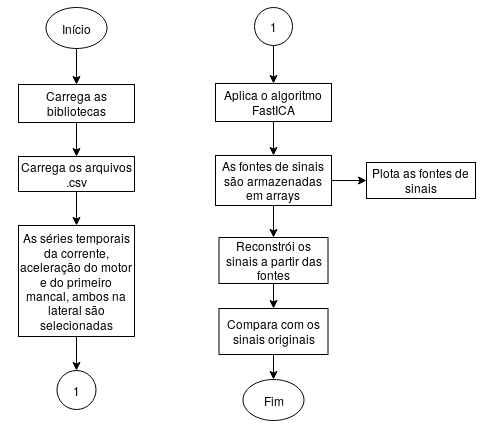 Início
Carrega as
bibliotecas
Carrega os arquivos
.csv
As séries temporais
da corrente,
aceleração do motor
e do primeiro
mancal, ambos na
lateral são
selecionadas
1
1
Aplica o algoritmo
FastICA
As fontes de sinais
são armazenadas
em arrays
Plota as fontes de
sinais
Reconstrói os
sinais a partir das
fontes
Compara com os
sinais originais
Fim